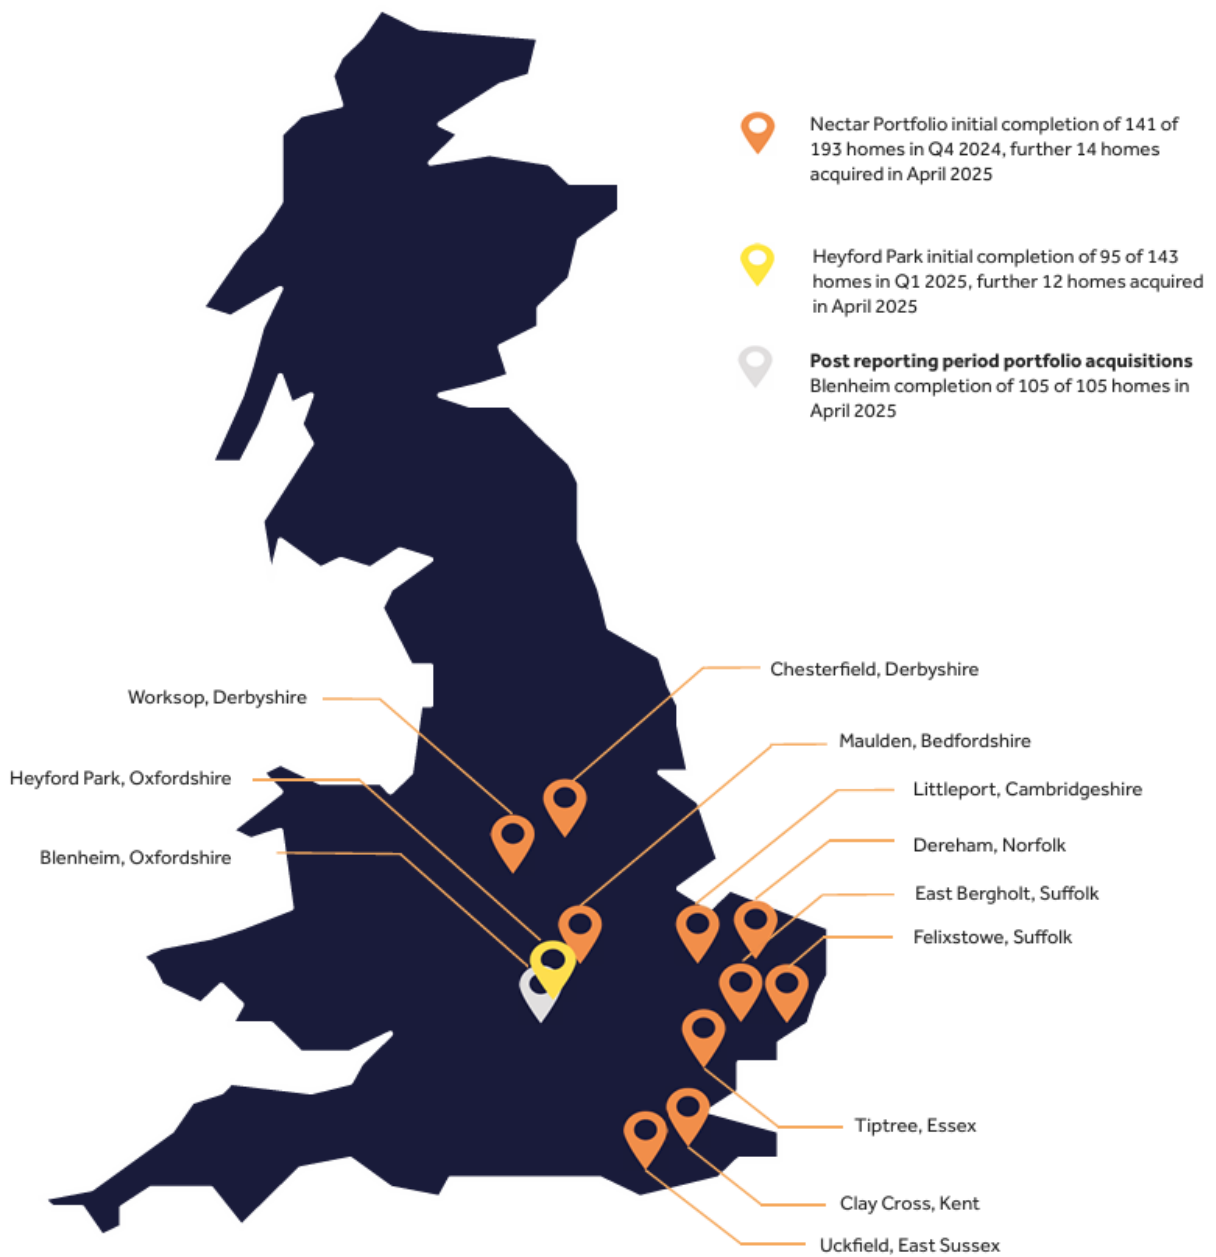 Nectar Portfolio initial completion of 141 of
193 homes in Q4 2024, further 14 homes
acquired in April 2025
Heyford Park initial completion of 95 of 143
homes in Q1 2025, further 12 homes acquired
in April 2025
Post reporting period portfolio acquisitions
Blenheim completion of 105 of 105 homes in
April 2025
Chesterfield, Derbyshire
Worksop, Derbyshire
Maulden, Bedfordshire
Heyford Park, Oxfordshire
Littleport, Cambridgeshire
Dereham, Norfolk
Blenheim, Oxfordshire
East Bergholt, Suffolk
Felixstowe, Suffolk
Tiptree, Essex
Clay Cross, Kent
Uckfield, East Sussex